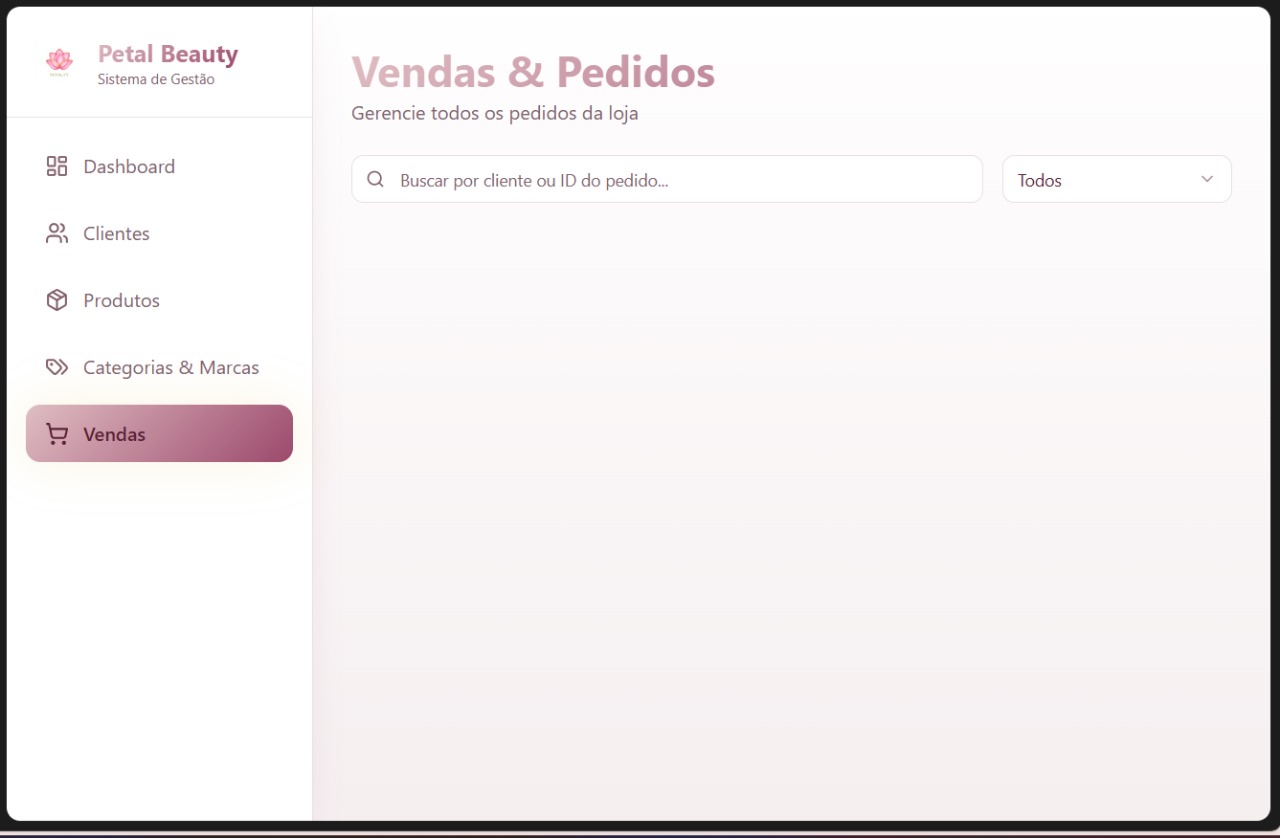 Petal Beauty
Sistema de Gestão
Dashboard
Clientes
Produtos
Categorias & Marcas
Vendas
Vendas & Pedidos
Gerencie todos os pedidos da loja
Buscar por cliente ou ID do pedido...
Todos